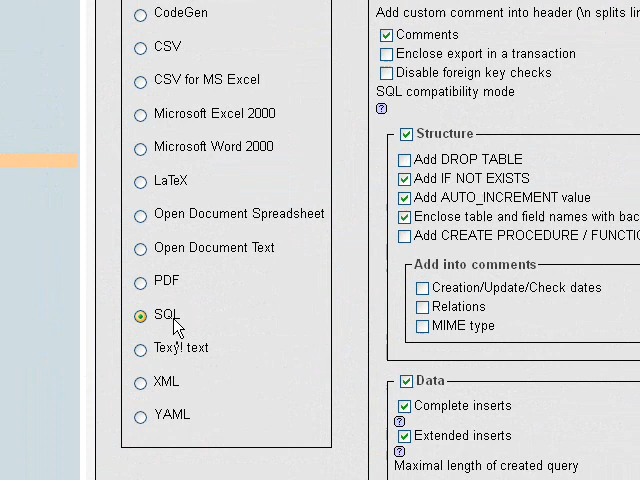 CodeGen
CSV
CSV for MS Excel
Microsoft Excel 2000
Microsoft Word 2000
LaTeX
Open Document Spreadsheet
Open Document Text
PDF
SQL
Texy! text
XML
YAML
Add custom comment into header (\n splits
Comments
Enclose export in a transaction
Disable foreign key checks
SQL compatibility mode
?
Structure
Add DROP TABLE
Add IF NOT EXISTS
Add AUTO_INCREMENT value
Enclose table and field names with
Add CREATE PROCEDURE /
Add into comments
Creation/Update/Check dates
Relations
MIME type
Data
Complete inserts
?
Extended inserts
?
Maximal length of created query